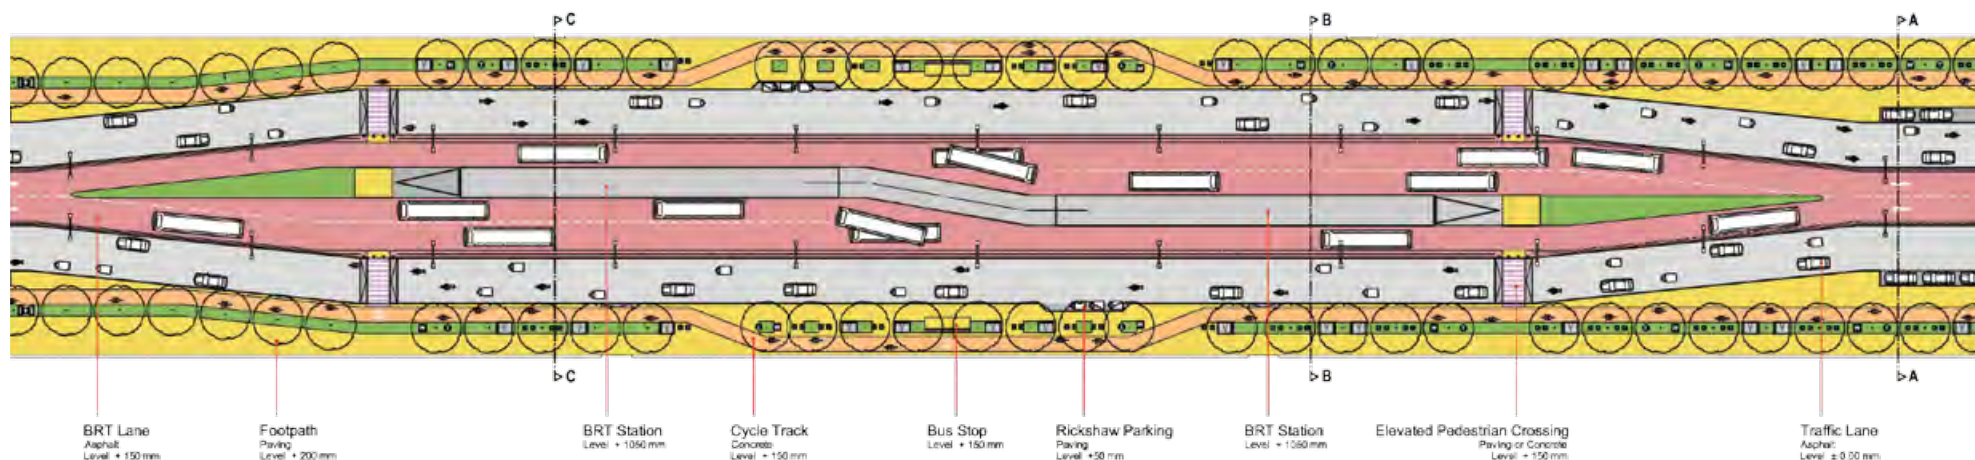 C
B
A
C
B
A
BRT Lane
Asphalt
Level + 150 mm
Footpath
Paving
Level + 200 mm
BRT Station
Level + 1050 mm
Cycle Track
Concrete
Level + 150 mm
Bus Stop
Level + 150 mm
Rickshaw Parking
Paving
Level +50 mm
BRT Station
Level + 1050 mm
Elevated Pedestrian Crossing
Paving or Concrete
Level + 150 mm
Traffic Lane
Asphalt
Level ± 0.00 mm